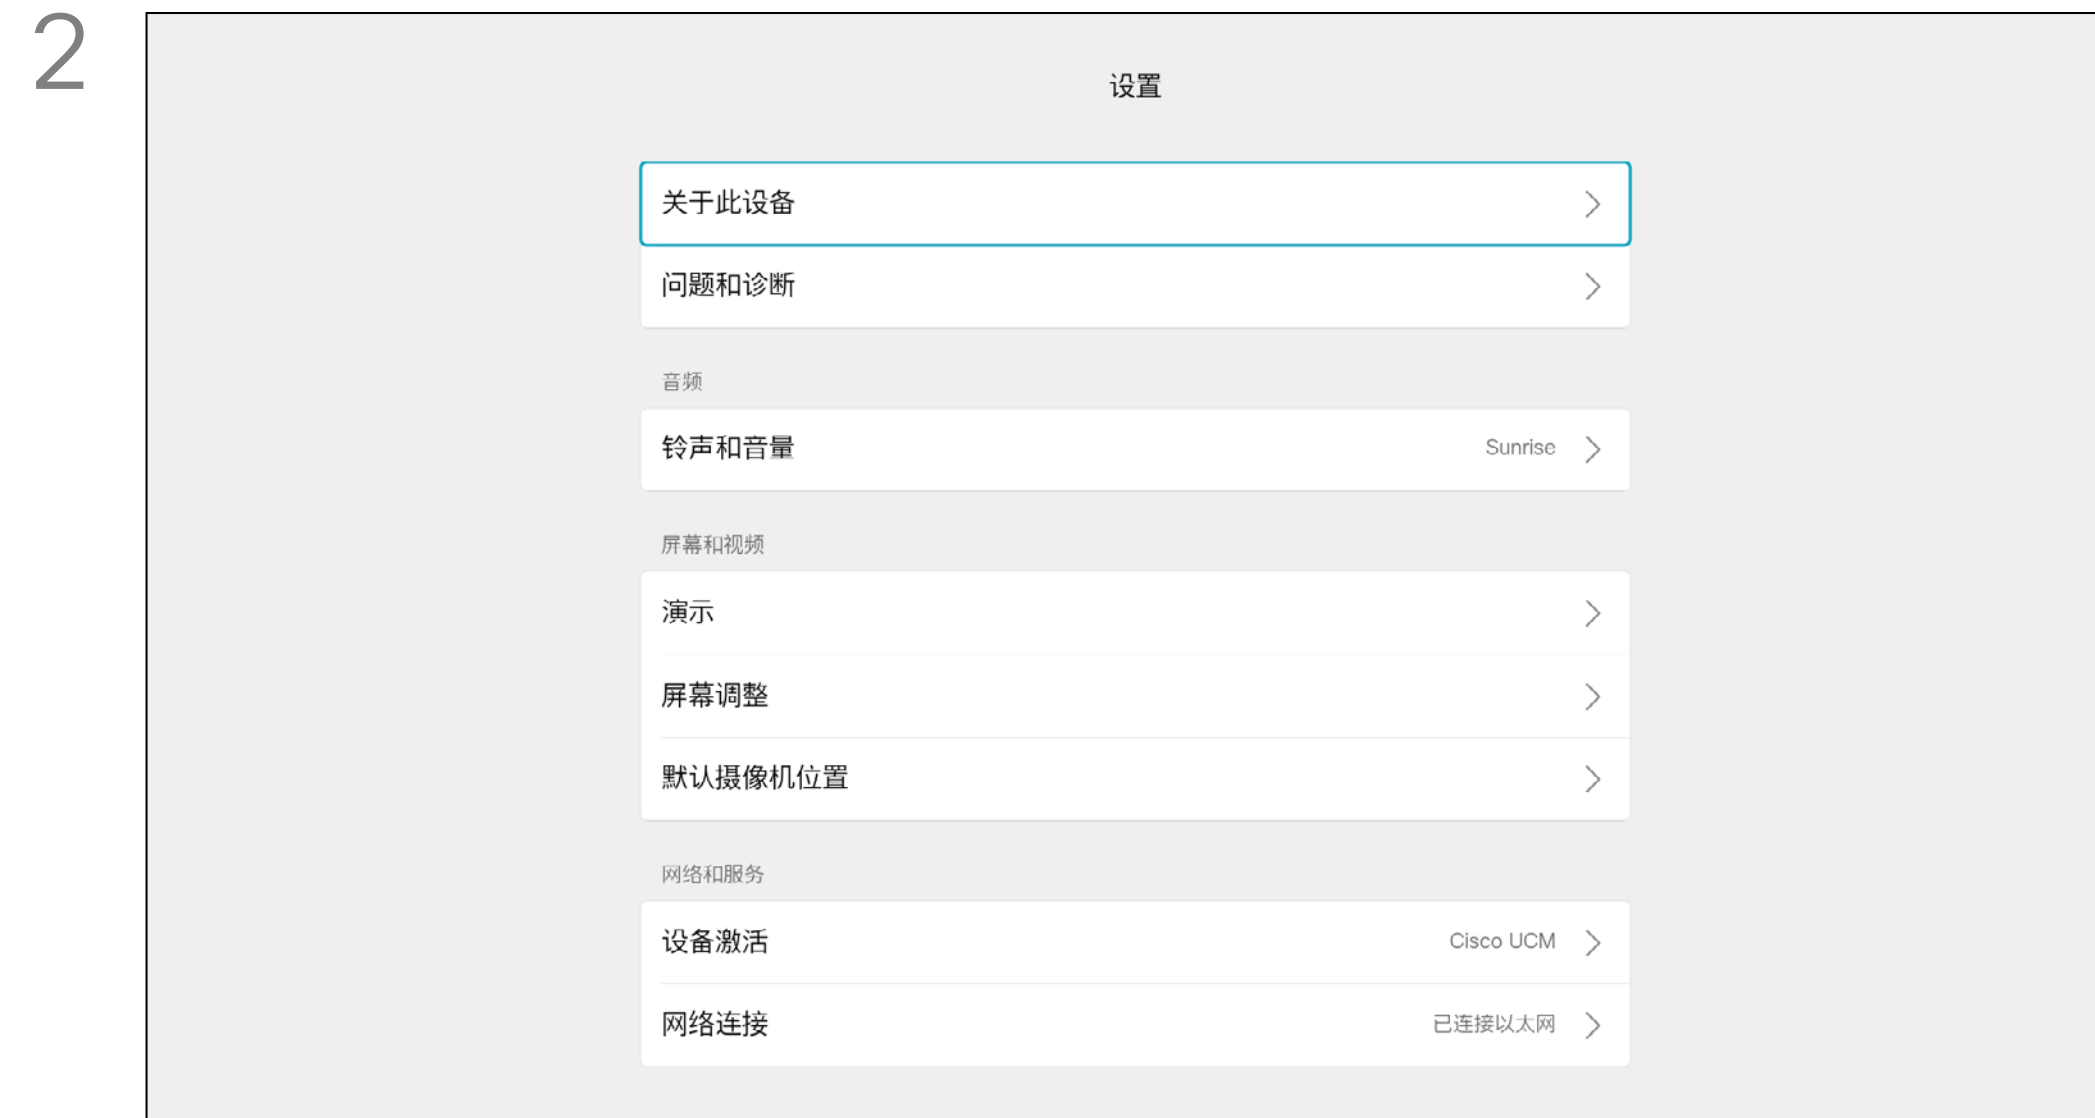 2
设置
关于此设备
问题和诊断
音频
铃声和音量 Sunrise
屏幕和视频
演示
屏幕调整
默认摄像机位置
网络和服务
设备激活 Cisco UCM
网络连接 已连接以太网